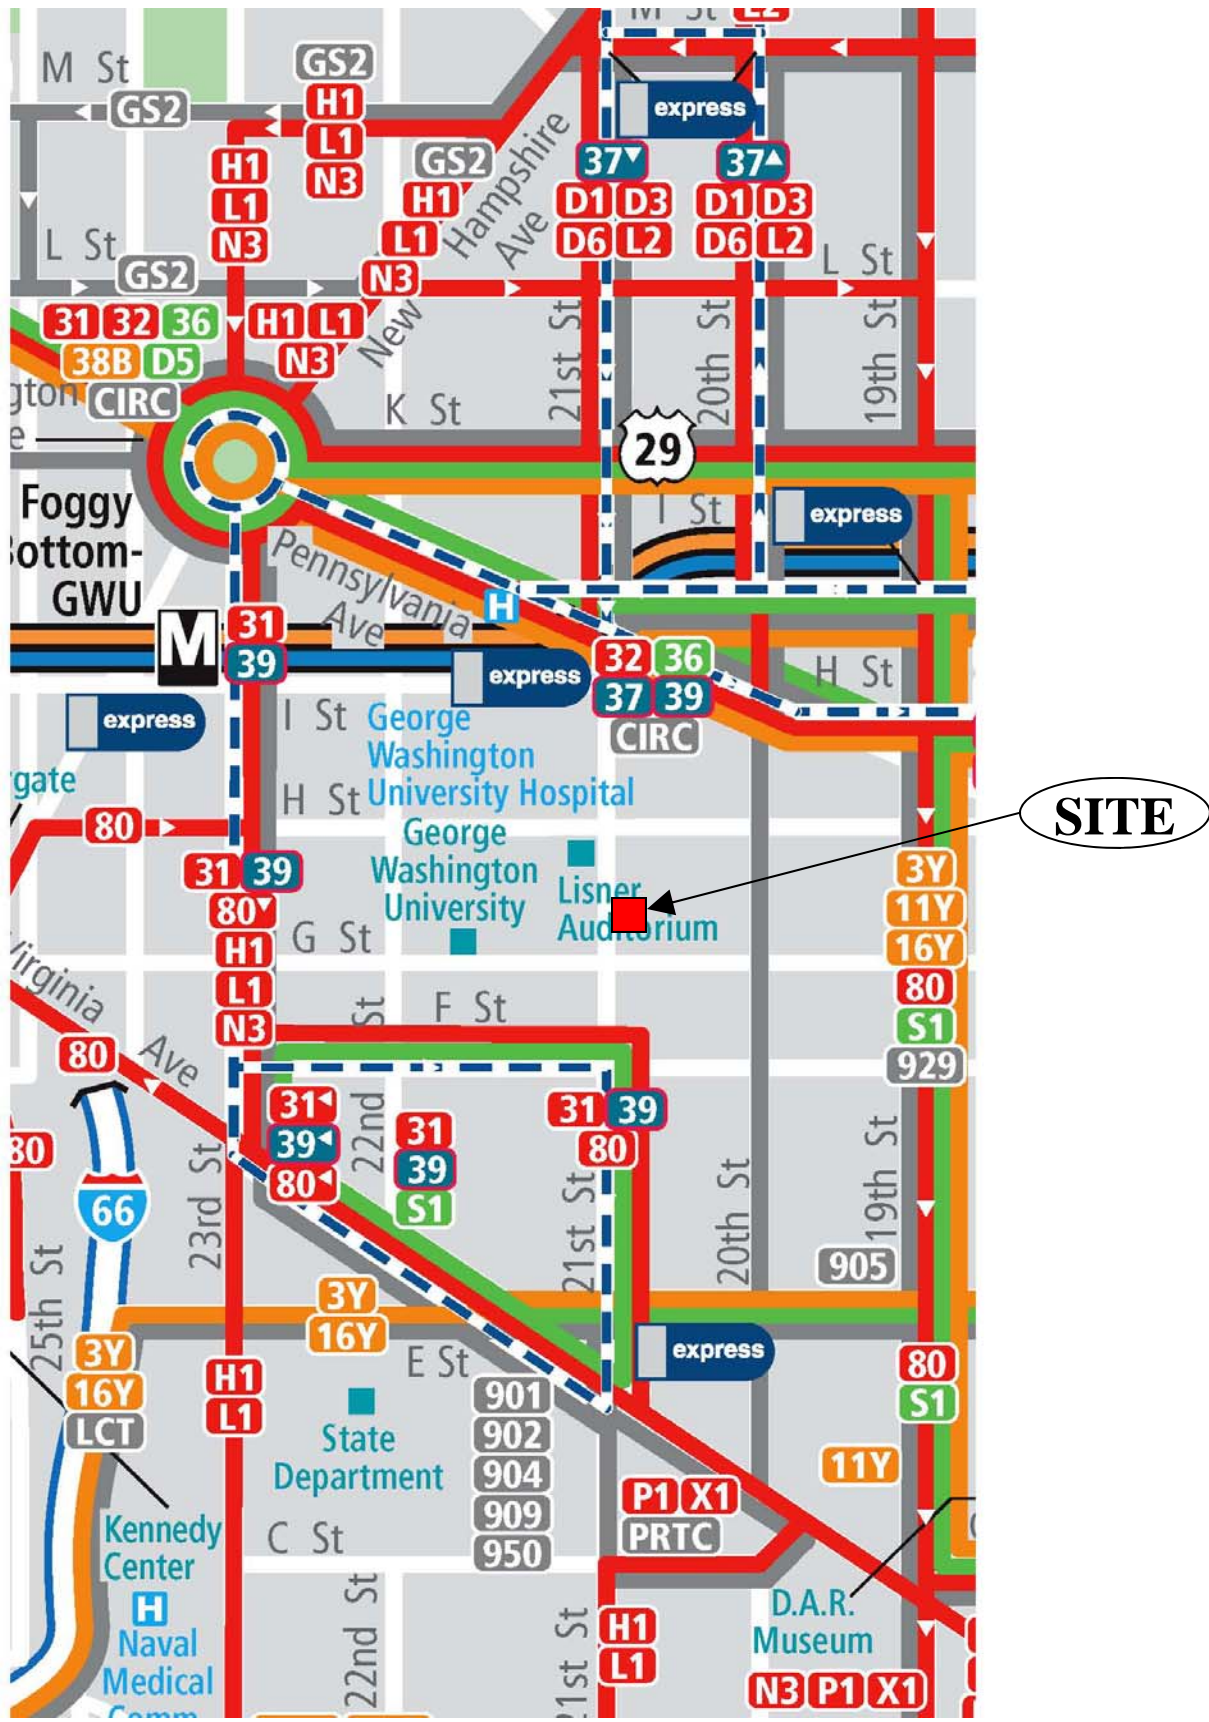 M St
L2
M St
GS2
H1
L1
N3
GS2
express
H1
L1
N3
GS2
H1
L1
N3
New Hampshire Ave
37
D1 D3
D6 L2
37
D1 D3
D6 L2
L St
GS2
L St
31 32 36
38B D5
CIRC
H1 L1
N3
21st St
20th St
19th St
K St
29
Foggy
GWU
M
31
39
Pennsylvania Ave
H
I St
express
express
express
I St
32 36
37 39
CIRC
H St
George
Washington
University Hospital
H St
80
George
Washington
University
Lisner
Auditorium
SITE
31 39
80
H1
L1
N3
G St
3Y
11Y
16Y
80
S1
929
Virginia Ave
80
F St
22nd St
31
39
80
31
39
S1
31 39
80
80
66
23rd St
25th St
21st St
20th St
19th St
905
3Y
16Y
3Y
16Y
LCT
H1
L1
E St
express
80
S1
State
Department
901
902
904
909
950
11Y
P1 X1
PRTC
Kennedy
Center
C St
H
Naval
Medical
22nd St
21st St
H1
L1
D.A.R.
Museum
N3 P1 X1